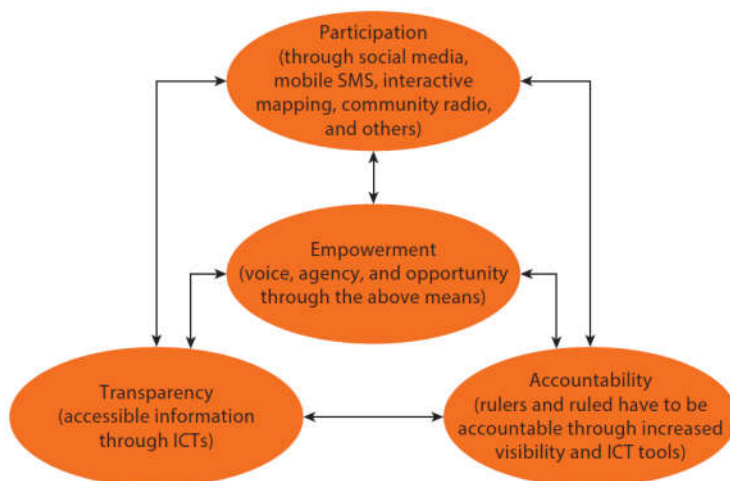 Participation
(through social media,
mobile SMS, interactive
mapping, community radio,
and others)
Empowerment
(voice, agency, and opportunity
through the above means)
Transparency
(accessible information
through ICTs)
Accountability
(rulers and ruled have to be
accountable through increased
visibility and ICT tools)